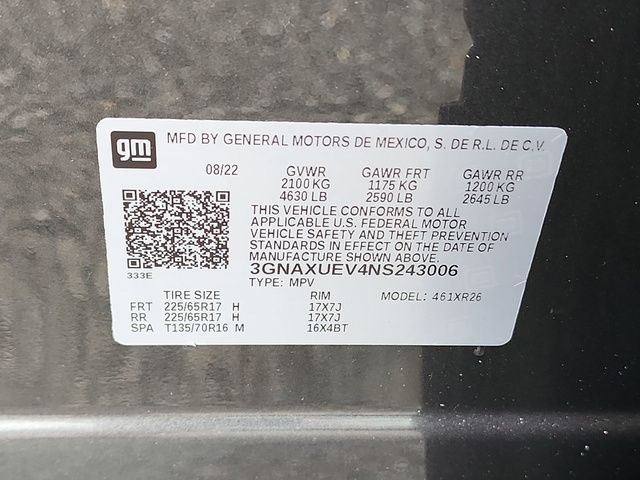 gm
MFD BY GENERAL MOTORS DE MEXICO, S. DE R.L. DE C.V.
08/22 GVWR GAWR FRT GAWR RR
2100 KG 1175 KG 1200 KG
4630 LB 2590 LB 2645 LB
THIS VEHICLE CONFORMS TO ALL
APPLICABLE U.S. FEDERAL MOTOR
VEHICLE SAFETY AND THEFT PREVENTION
STANDARDS IN EFFECT ON THE DATE OF
MANUFACTURE SHOWN ABOVE.
333E
3GNAXUEV4NS243006
TYPE: MPV
TIRE SIZE RIM MODEL: 461XR26
FRT 225/65R17 H 17X7J
RR 225/65R17 H 17X7J
SPA T135/70R16 M 16X4BT